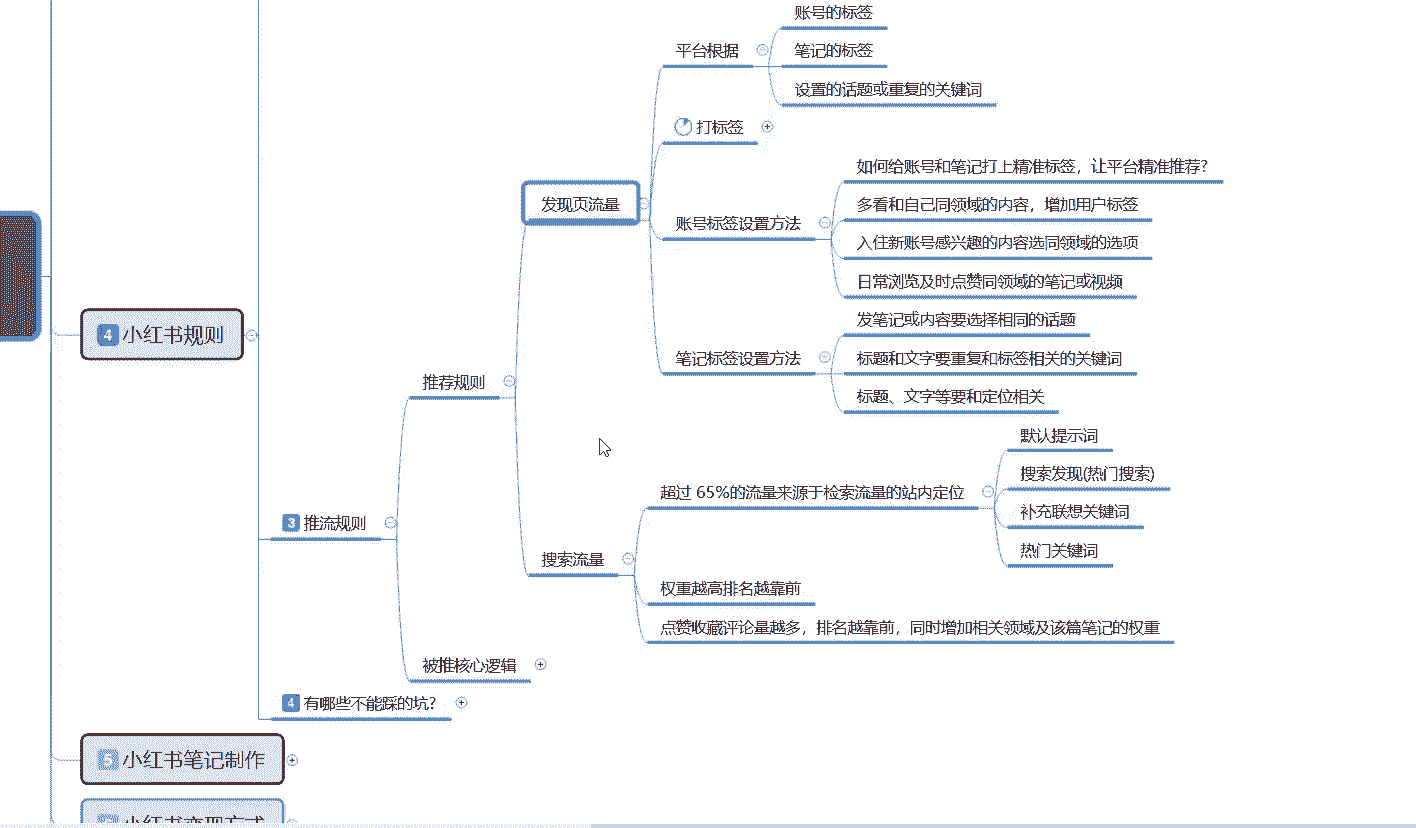 账号的标签
平台根据
笔记的标签
设置的话题或重复的关键词
打标签
如何给账号和笔记打上精准标签，让平台精准推荐？
发现页流量
多看和自己同领域的内容，增加用户标签
账号标签设置方法
入住新账号感兴趣的内容选同领域的选项
日常浏览及时点赞同领域的笔记或视频
发笔记或内容要选择相同的话题
4 小红书规则
笔记标签设置方法
标题和文字要重复和标签相关的关键词
推荐规则
标题、文字等要和定位相关
默认提示词
搜索发现(热门搜索)
超过 65%的流量来源于检索流量的站内定位
补充联想关键词
3 推流规则
热门关键词
搜索流量
权重越高排名越靠前
点赞收藏评论量越多，排名越靠前，同时增加相关领域及该篇笔记的权重
被推核心逻辑
4 有哪些不能踩的坑？
5 小红书笔记制作
小红书变现方式